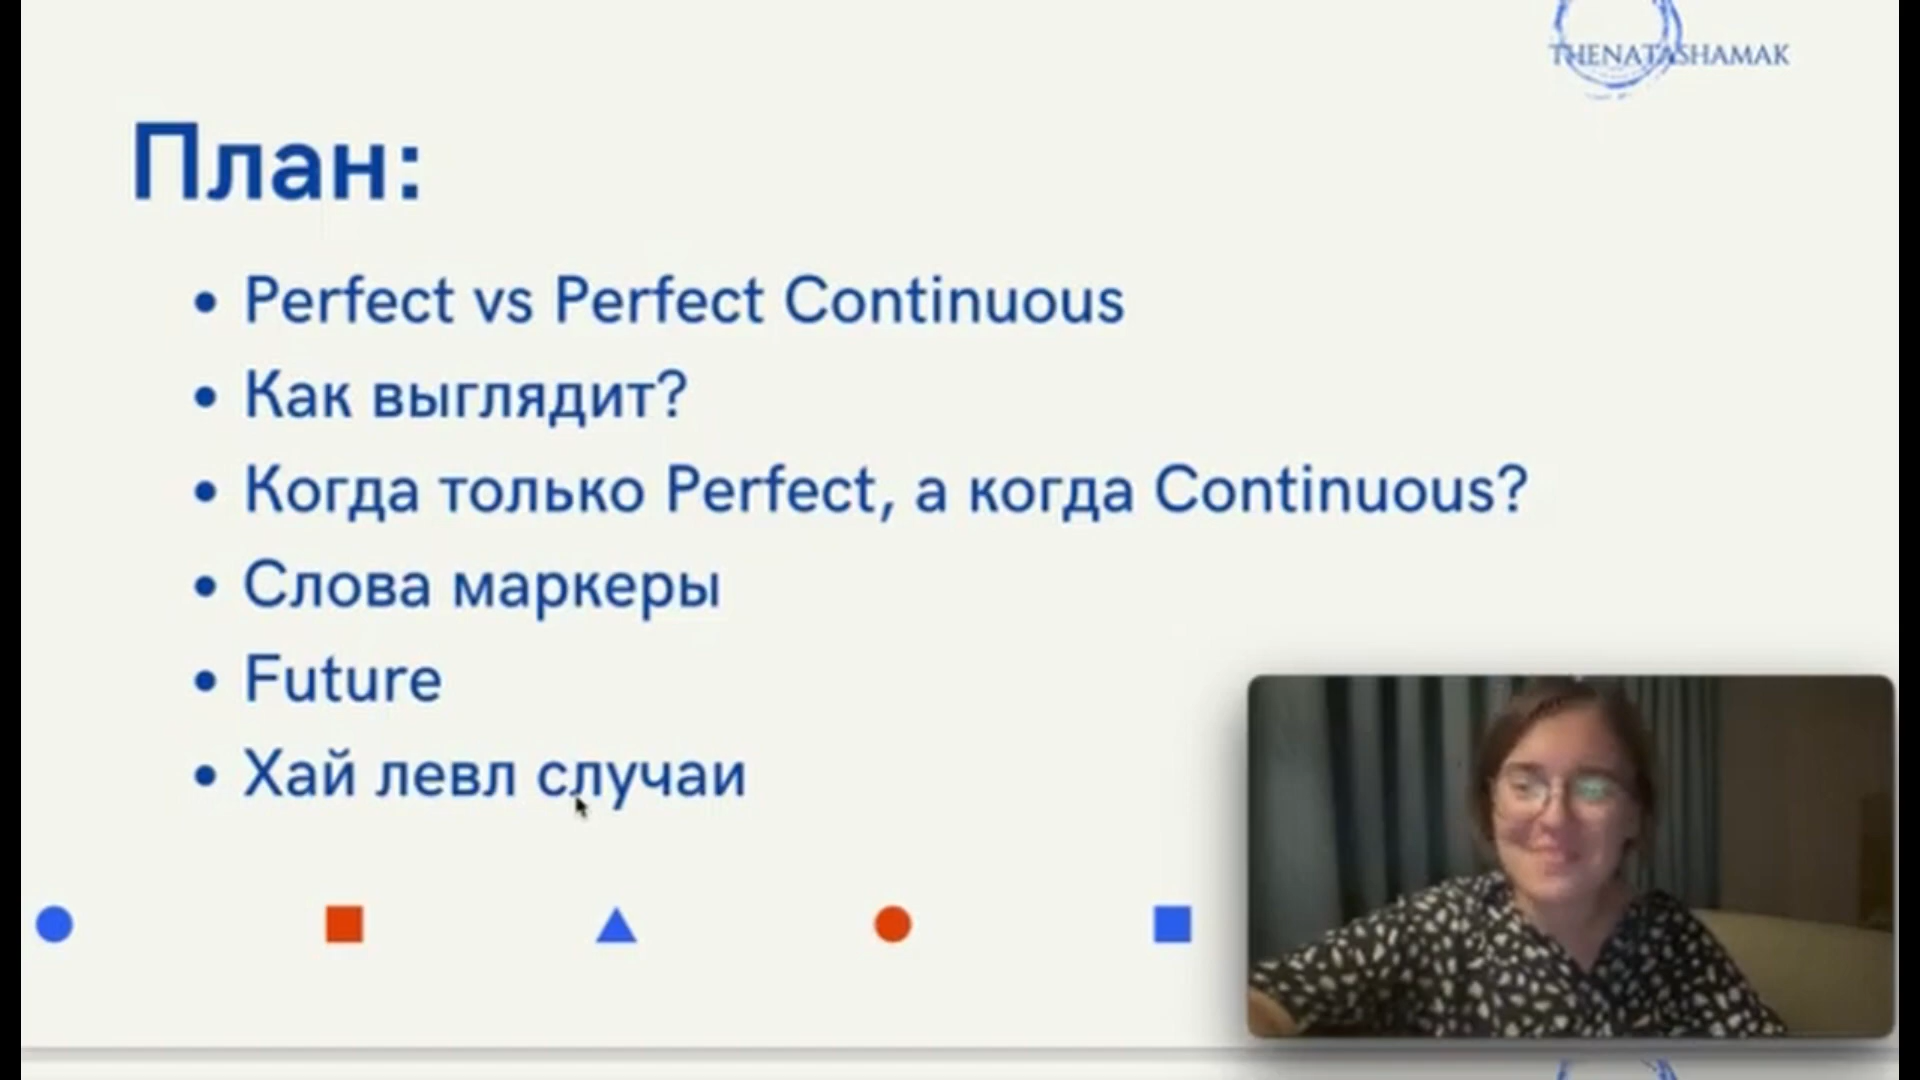 THENATASHAMAK
План:
• Perfect vs Perfect Continuous
• Как выглядит?
• Когда только Perfect, а когда Continuous?
• Слова маркеры
• Future
• Хай левл случаи